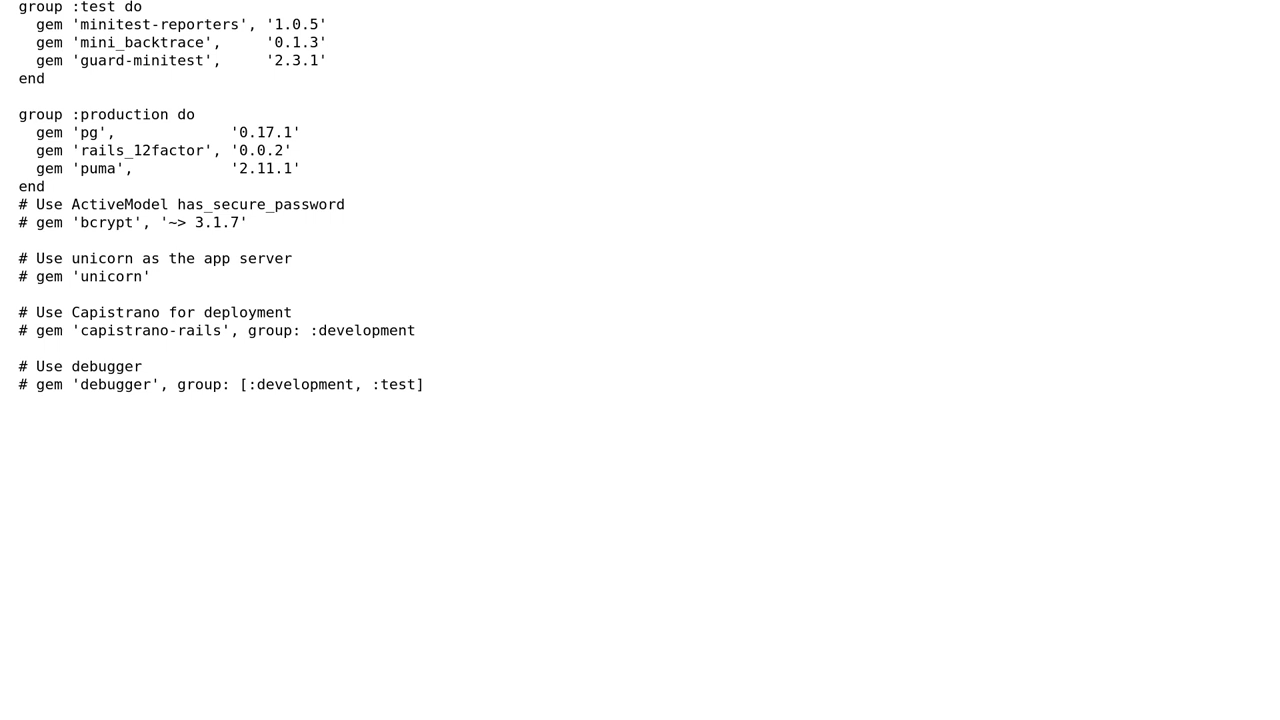 group :test do
  gem 'minitest-reporters', '1.0.5'
  gem 'mini_backtrace',     '0.1.3'
  gem 'guard-minitest',     '2.3.1'
end

group :production do
  gem 'pg',             '0.17.1'
  gem 'rails_12factor', '0.0.2'
  gem 'puma',           '2.11.1'
end
# Use ActiveModel has_secure_password
# gem 'bcrypt', '~> 3.1.7'

# Use unicorn as the app server
# gem 'unicorn'

# Use Capistrano for deployment
# gem 'capistrano-rails', group: :development

# Use debugger
# gem 'debugger', group: [:development, :test]